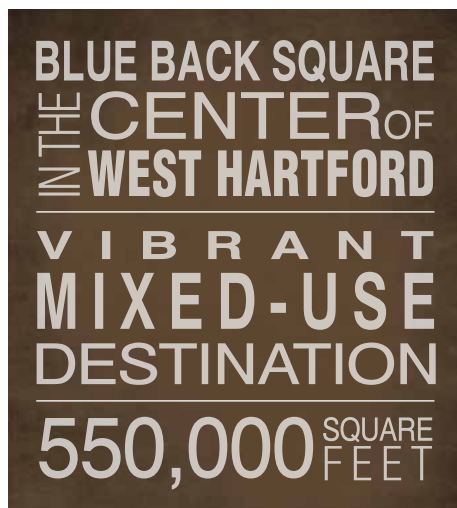 BLUE BACK SQUARE
IN THE CENTER OF
WEST HARTFORD
VIBRANT
MIXED-USE
DESTINATION
550,000 SQUARE
FEET